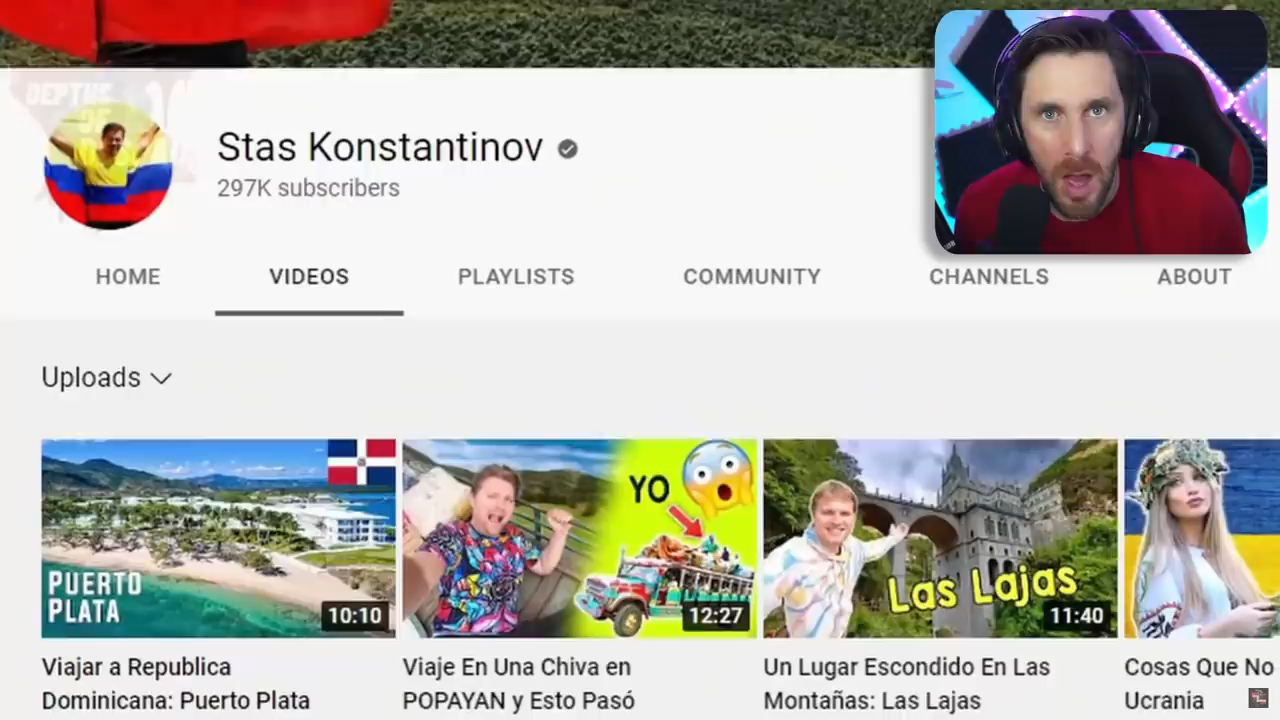 DEPTHS
OF
Stas Konstantinov
297K subscribers
HOME VIDEOS PLAYLISTS COMMUNITY CHANNELS ABOUT
Uploads
PUERTO
PLATA
10:10
YO
12:27
Las Lajas
11:40
Viajar a Republica
Dominicana: Puerto Plata
Viaje En Una Chiva en
POPAYAN y Esto Pasó
Un Lugar Escondido En Las
Montañas: Las Lajas
Cosas Que No
Ucrania